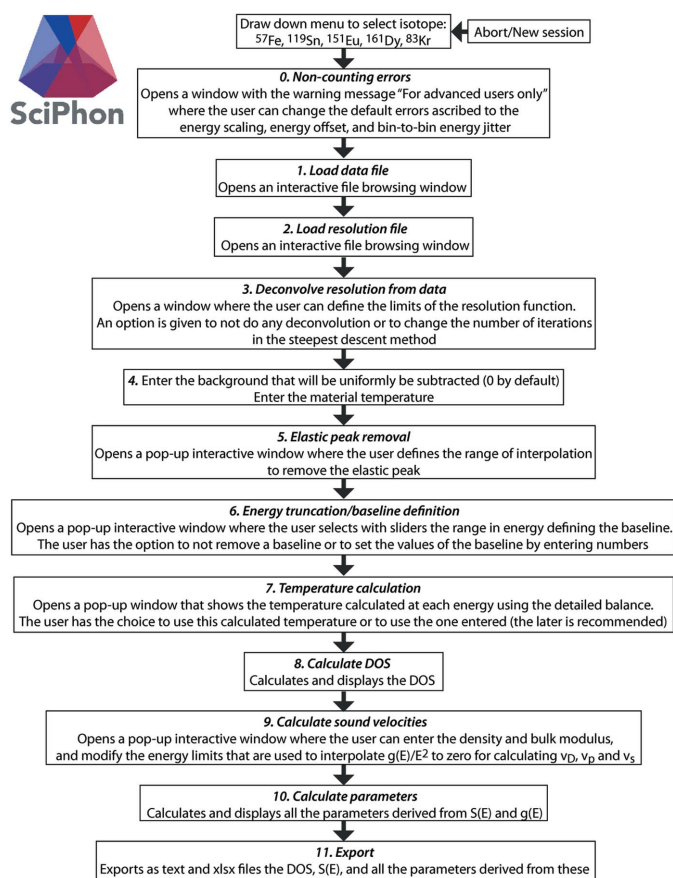 SciPhon
Draw down menu to select isotope:
⁵⁷Fe, ¹¹⁹Sn, ¹⁵¹Eu, ¹⁶¹Dy, ⁸³Kr
Abort/New session
0. Non-counting errors
Opens a window with the warning message “For advanced users only”
where the user can change the default errors ascribed to the
energy scaling, energy offset, and bin-to-bin energy jitter
1. Load data file
Opens an interactive file browsing window
2. Load resolution file
Opens an interactive file browsing window
3. Deconvolve resolution from data
Opens a window where the user can define the limits of the resolution function.
An option is given to not do any deconvolution or to change the number of iterations
in the steepest descent method
4. Enter the background that will be uniformly be subtracted (0 by default)
Enter the material temperature
5. Elastic peak removal
Opens a pop-up interactive window where the user defines the range of interpolation
to remove the elastic peak
6. Energy truncation/baseline definition
Opens a pop-up interactive window where the user selects with sliders the range in energy defining the baseline.
The user has the option to not remove a baseline or to set the values of the baseline by entering numbers
7. Temperature calculation
Opens a pop-up window that shows the temperature calculated at each energy using the detailed balance.
The user has the choice to use this calculated temperature or to use the one entered (the later is recommended)
8. Calculate DOS
Calculates and displays the DOS
9. Calculate sound velocities
Opens a pop-up interactive window where the user can enter the density and bulk modulus,
and modify the energy limits that are used to interpolate g(E)/E² to zero for calculating v_D, v_p and v_s
10. Calculate parameters
Calculates and displays all the parameters derived from S(E) and g(E)
11. Export
Exports as text and xlsx files the DOS, S(E), and all the parameters derived from these